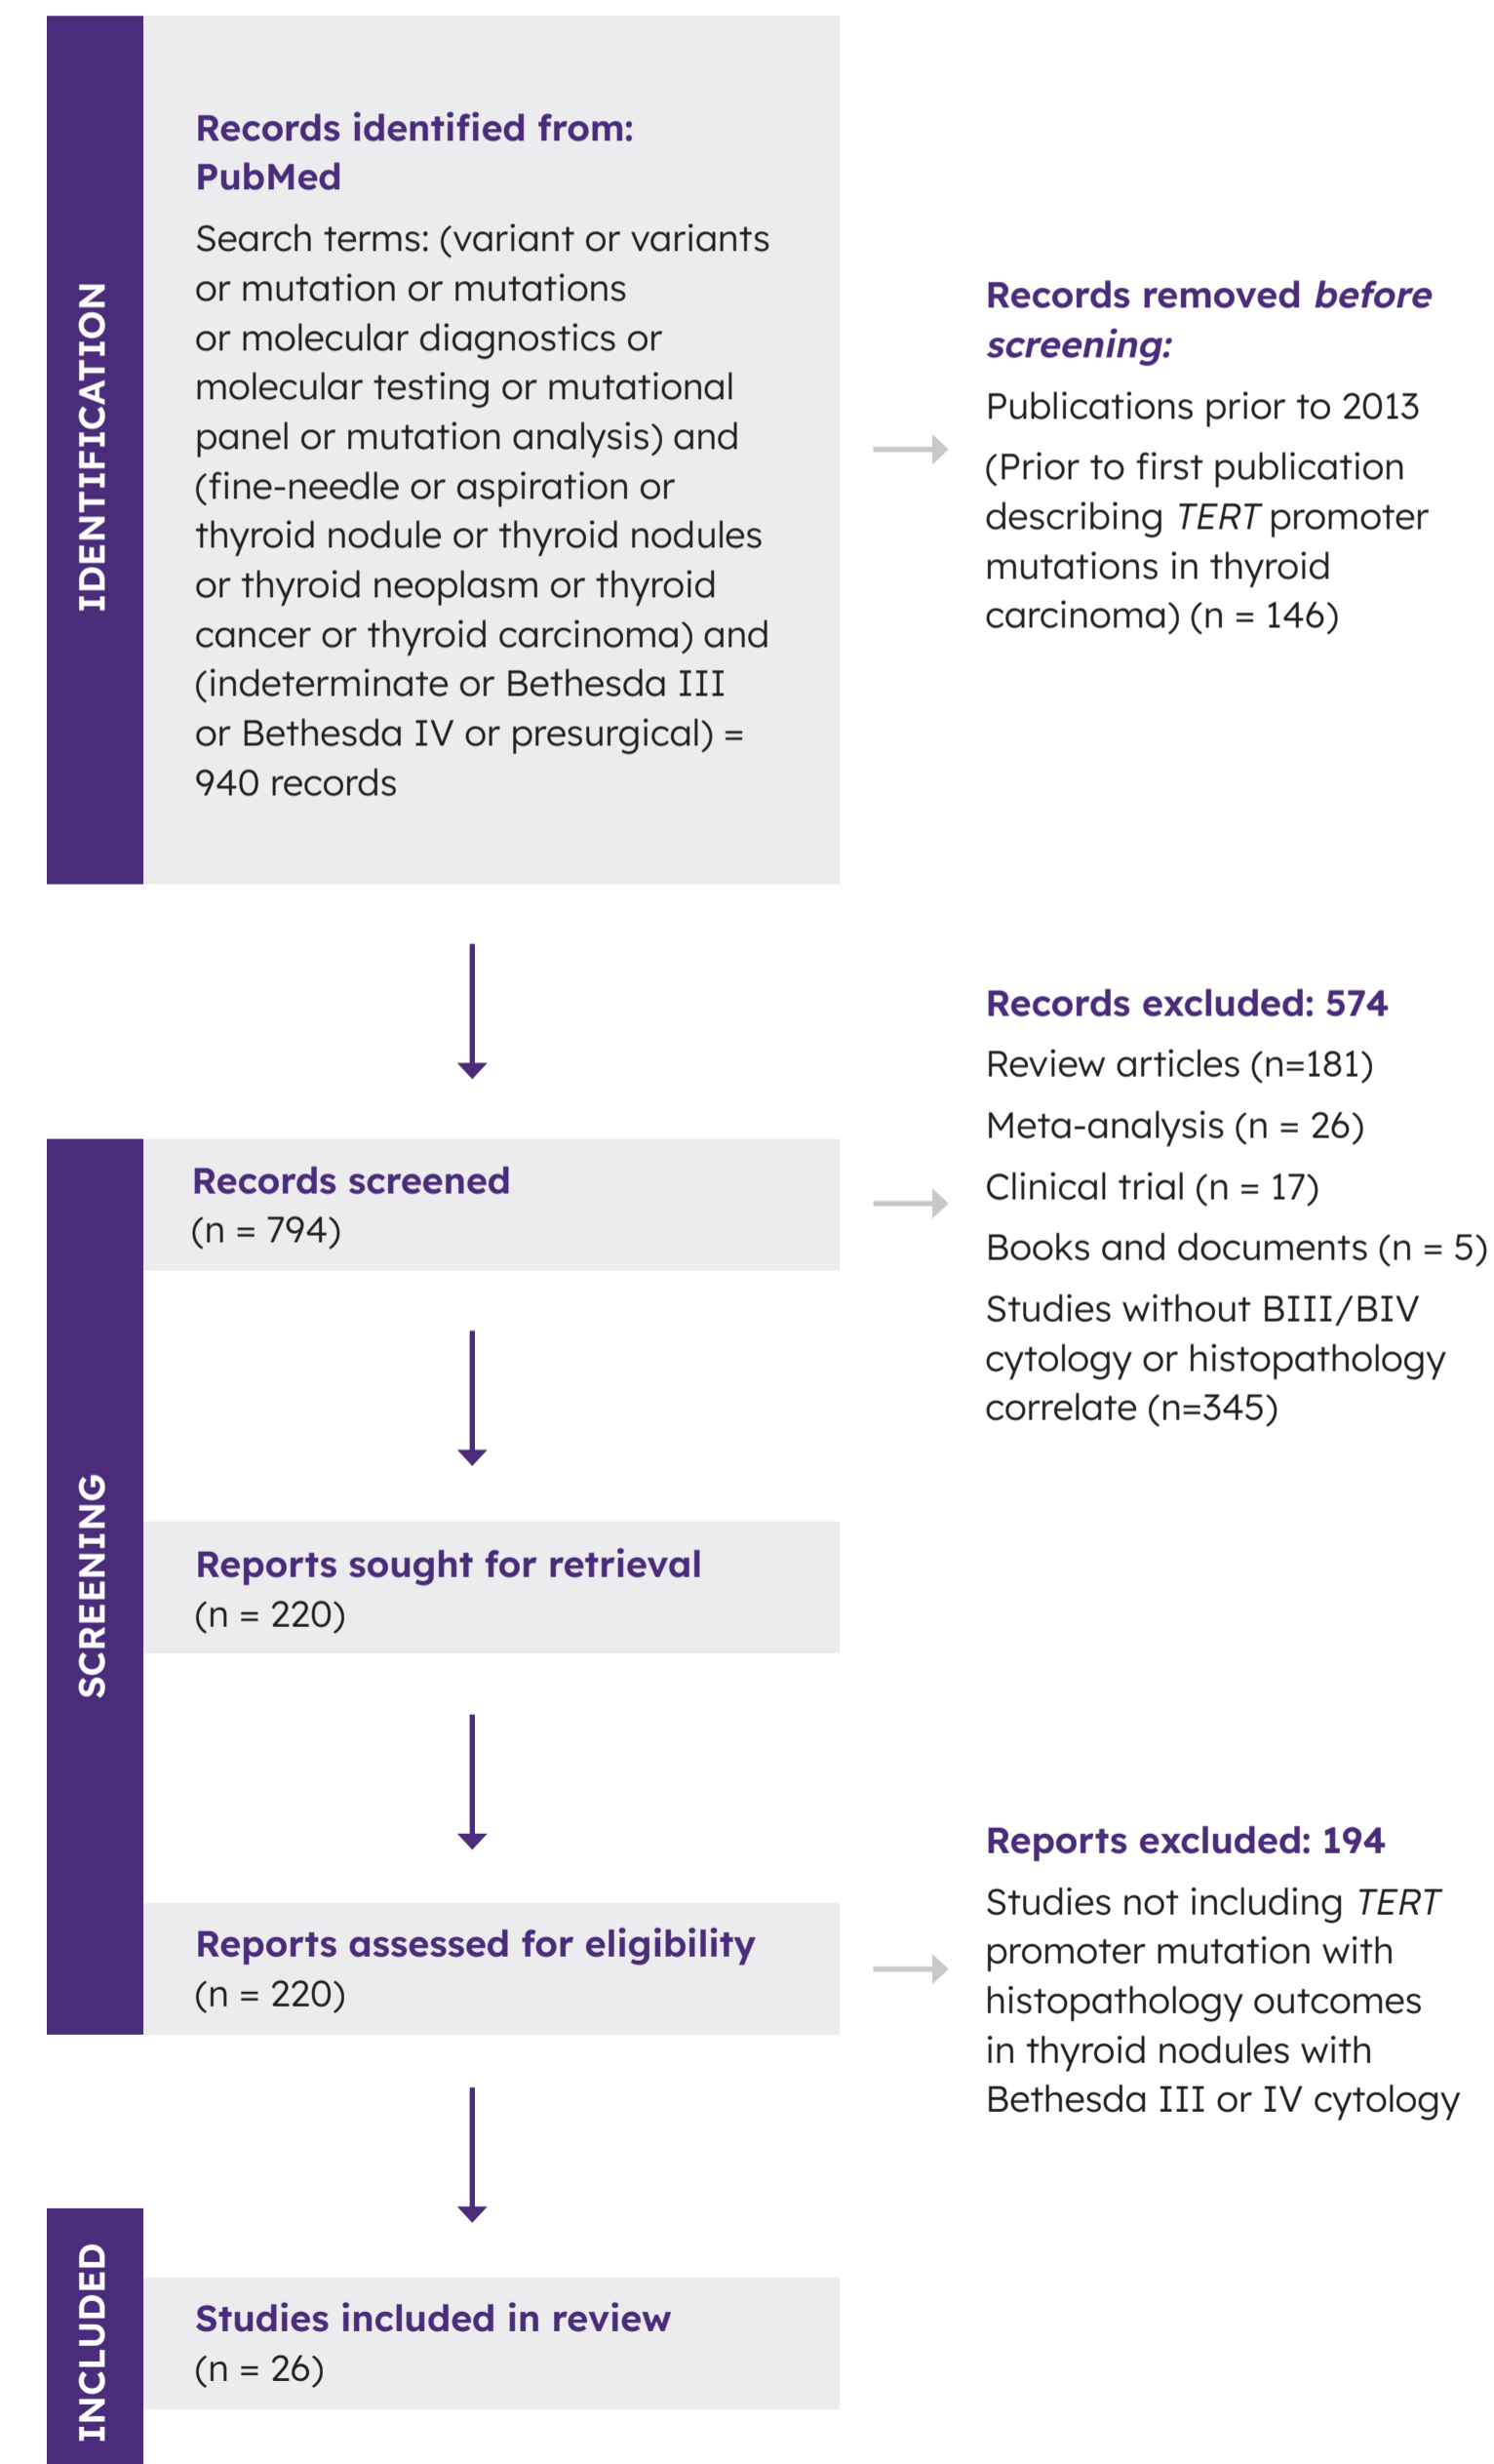 IDENTIFICATION
Records identified from:
PubMed
Search terms: (variant or variants
or mutation or mutations
or molecular diagnostics or
molecular testing or mutational
panel or mutation analysis) and
(fine-needle or aspiration or
thyroid nodule or thyroid nodules
or thyroid neoplasm or thyroid
cancer or thyroid carcinoma) and
(indeterminate or Bethesda III
or Bethesda IV or presurgical) =
940 records
Records removed before
screening:
Publications prior to 2013
(Prior to first publication
describing TERT promoter
mutations in thyroid
carcinoma) (n = 146)
SCREENING
Records screened
(n = 794)
Records excluded: 574
Review articles (n=181)
Meta-analysis (n = 26)
Clinical trial (n = 17)
Books and documents (n = 5)
Studies without BIII/BIV
cytology or histopathology
correlate (n=345)
Reports sought for retrieval
(n = 220)
Reports assessed for eligibility
(n = 220)
Reports excluded: 194
Studies not including TERT
promoter mutation with
histopathology outcomes
in thyroid nodules with
Bethesda III or IV cytology
INCLUDED
Studies included in review
(n = 26)